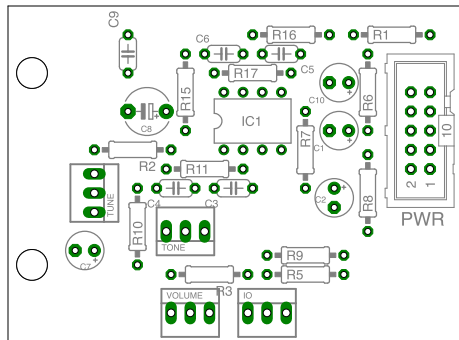 C9
C6
R16
R1
R17
C5
R15
C10
R6
C8
IC1
R7
C1
10
R2
R11
2 1
TUNE
C4
C3
R10
C2
R8
PWR
TONE
C7
R9
R5
R3
VOLUME
IO